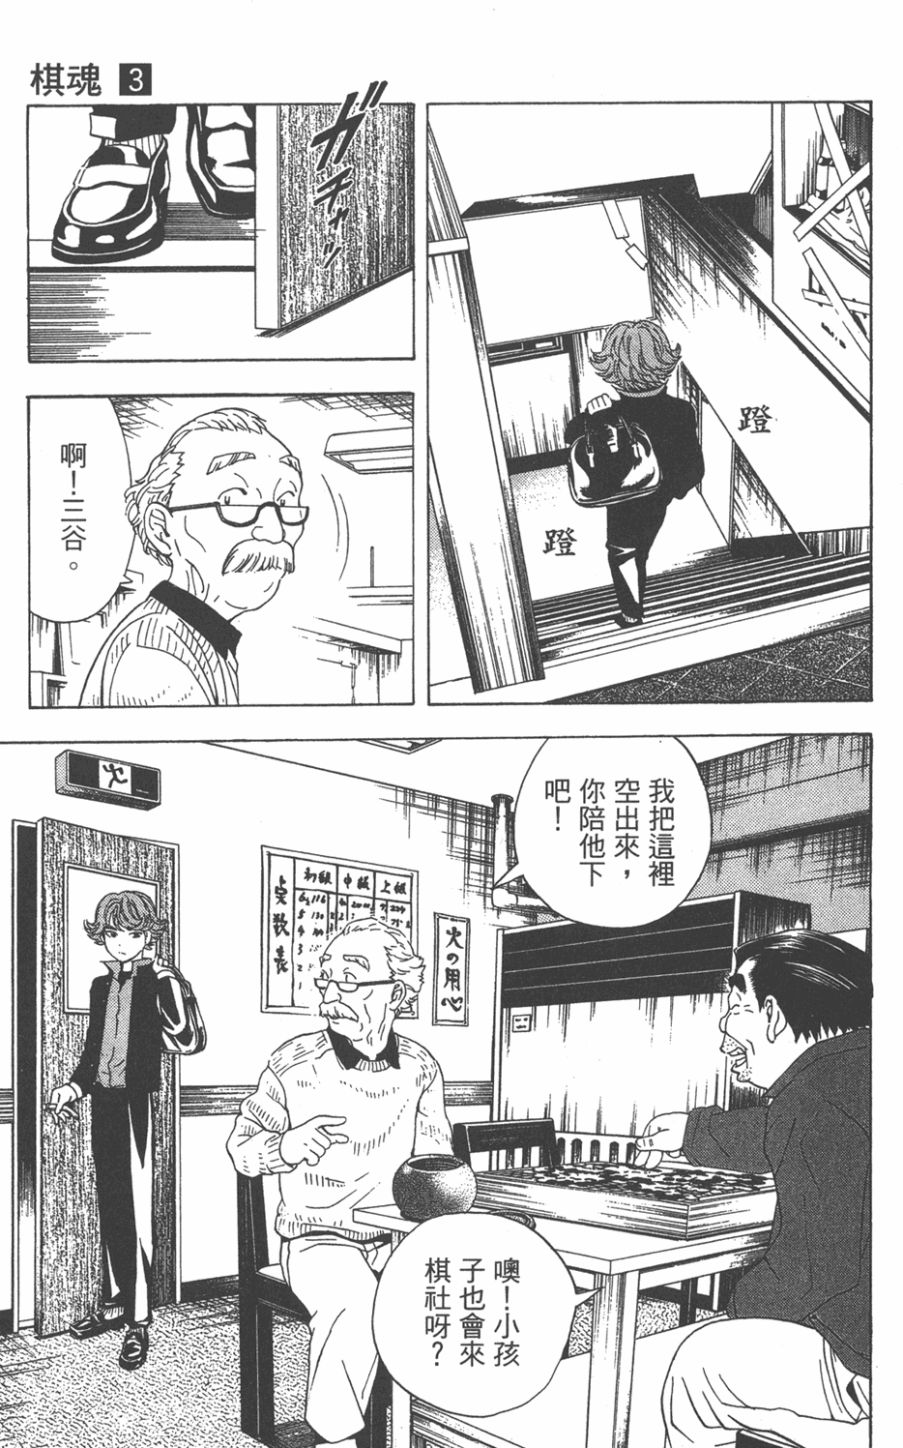 棋魂 3
蹬
蹬
ガチャッ
啊！三谷。
我把這裡
空出來，
你陪他下
吧！
初級 中級 上級
火の用心
噢！小孩
子也會來
棋社呀？